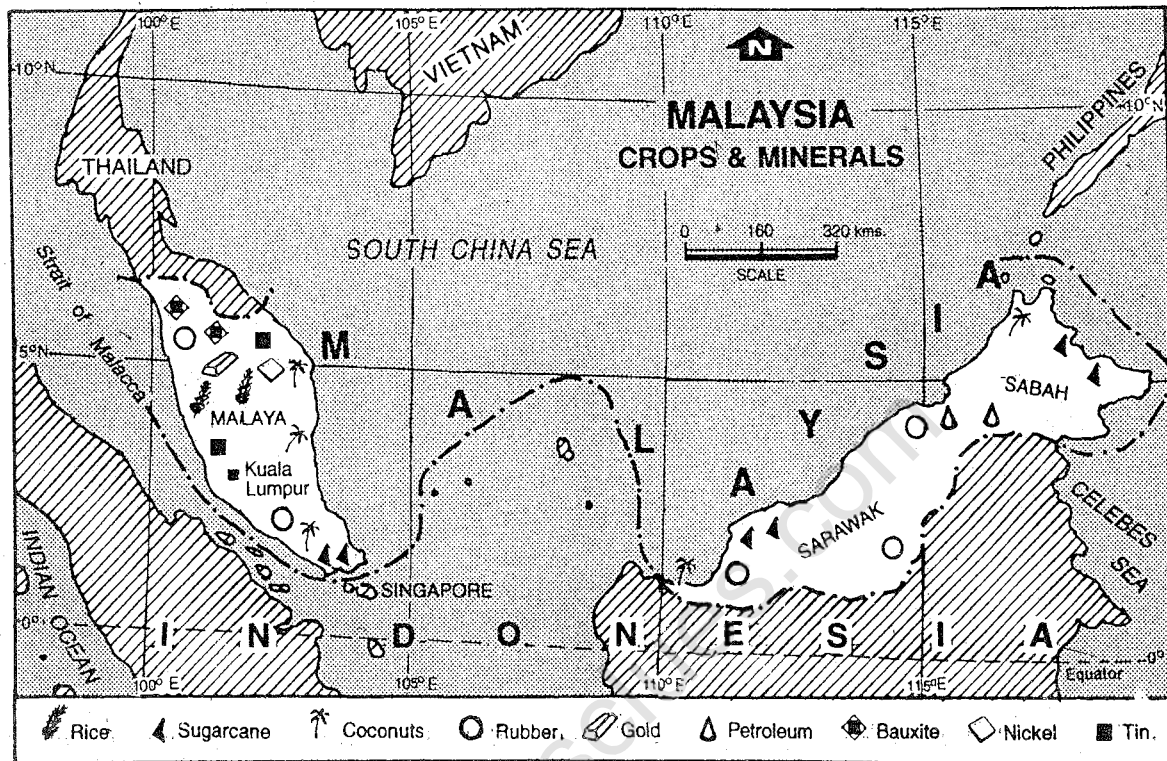 100° E 105° E 110° E 115° E
10° N
VIETNAM
N
MALAYSIA
CROPS & MINERALS
10° N
PHILIPPINES
THAILAND
SOUTH CHINA SEA
0 160 320 kms.
SCALE
Strait of Malacca
M A L A Y S I A
5° N
MALAYA
Kuala
Lumpur
SABAH
SARAWAK
CELEBES
SEA
SINGAPORE
INDIAN OCEAN
0°
I N D O N E S I A
0°
Equator
100° E 105° E 110° E 115° E
Rice Sugarcane Coconuts Rubber Gold Petroleum Bauxite Nickel Tin